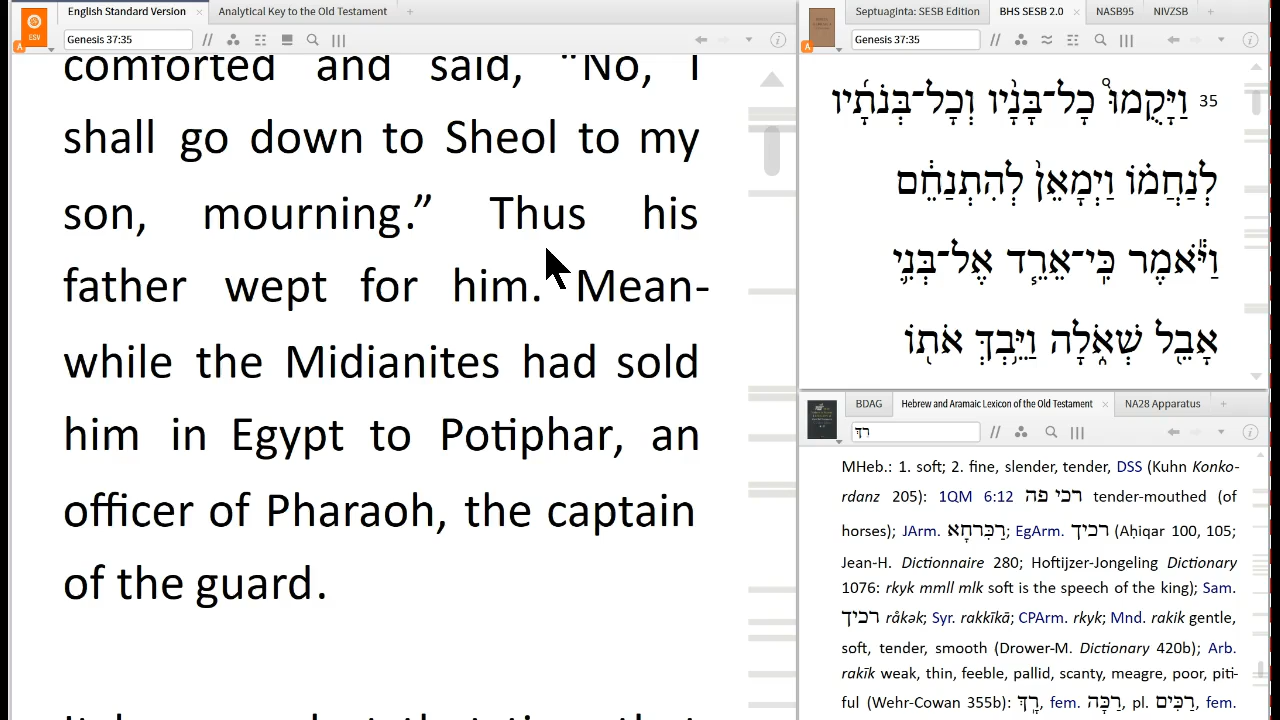 English Standard Version
Analytical Key to the Old Testament
ESV
A
Genesis 37:35
comforted and said, “No, I
shall go down to Sheol to my
son, mourning.” Thus his
father wept for him. Mean-
while the Midianites had sold
him in Egypt to Potiphar, an
officer of Pharaoh, the captain
of the guard.
Septuaginta: SESB Edition
BHS SESB 2.0
NASB95
NIVZSB
A
Genesis 37:35
35 וַיָּקֻמוּ֩ כָל־בָּנָ֨יו וְכָל־בְּנֹתָ֜יו
לְנַחֲמ֗וֹ וַיְמָאֵן֙ לְהִתְנַחֵ֔ם
וַיֹּ֕אמֶר כִּֽי־אֵרֵ֧ד אֶל־בְּנִ֛י
אָבֵ֖ל שְׁאֹ֑לָה וַיֵּ֥בְךְּ אֹת֖וֹ
BDAG
Hebrew and Aramaic Lexicon of the Old Testament
NA28 Apparatus
רךְ
MHeb.: 1. soft; 2. fine, slender, tender, DSS (Kuhn Konko-
rdanz 205): 1QM 6:12 רכי פה tender-mouthed (of
horses); JArm. ; EgArm. רכיך (Aḥiqar 100, 105;
Jean-H. Dictionnaire 280; Hoftijzer-Jongeling Dictionary
1076: rkyk mmll mlk soft is the speech of the king); Sam.
רכיך råkək; Syr. rakkīkā; CPArm. rkyk; Mnd. rakik gentle,
soft, tender, smooth (Drower-M. Dictionary 420b); Arb.
rakīk weak, thin, feeble, pallid, scanty, meagre, poor, piti-
ful (Wehr-Cowan 355b): רָךְ, fem. רַכָּה, pl. רַכִּים, fem.